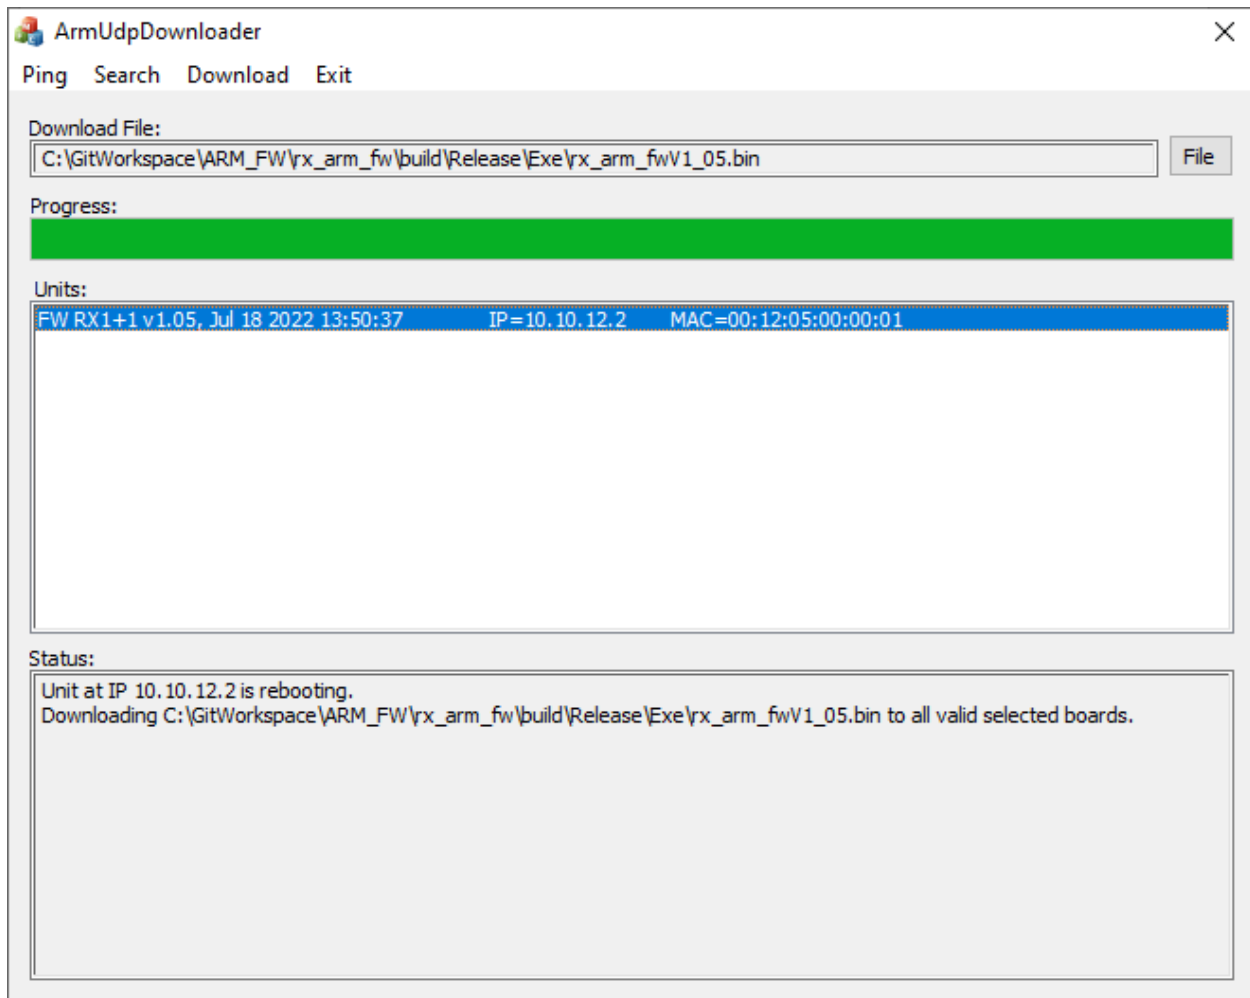 ArmUdpDownloader
Ping Search Download Exit
Download File:
C:\GitWorkspace\ARM_FW\rx_arm_fw\build\Release\Exe\rx_arm_fwV1_05.bin File
Progress:
Units:
FW RX1+1 v1.05, Jul 18 2022 13:50:37 IP=10.10.12.2 MAC=00:12:05:00:00:01
Status:
Unit at IP 10.10.12.2 is rebooting.
Downloading C:\GitWorkspace\ARM_FW\rx_arm_fw\build\Release\Exe\rx_arm_fwV1_05.bin to all valid selected boards.